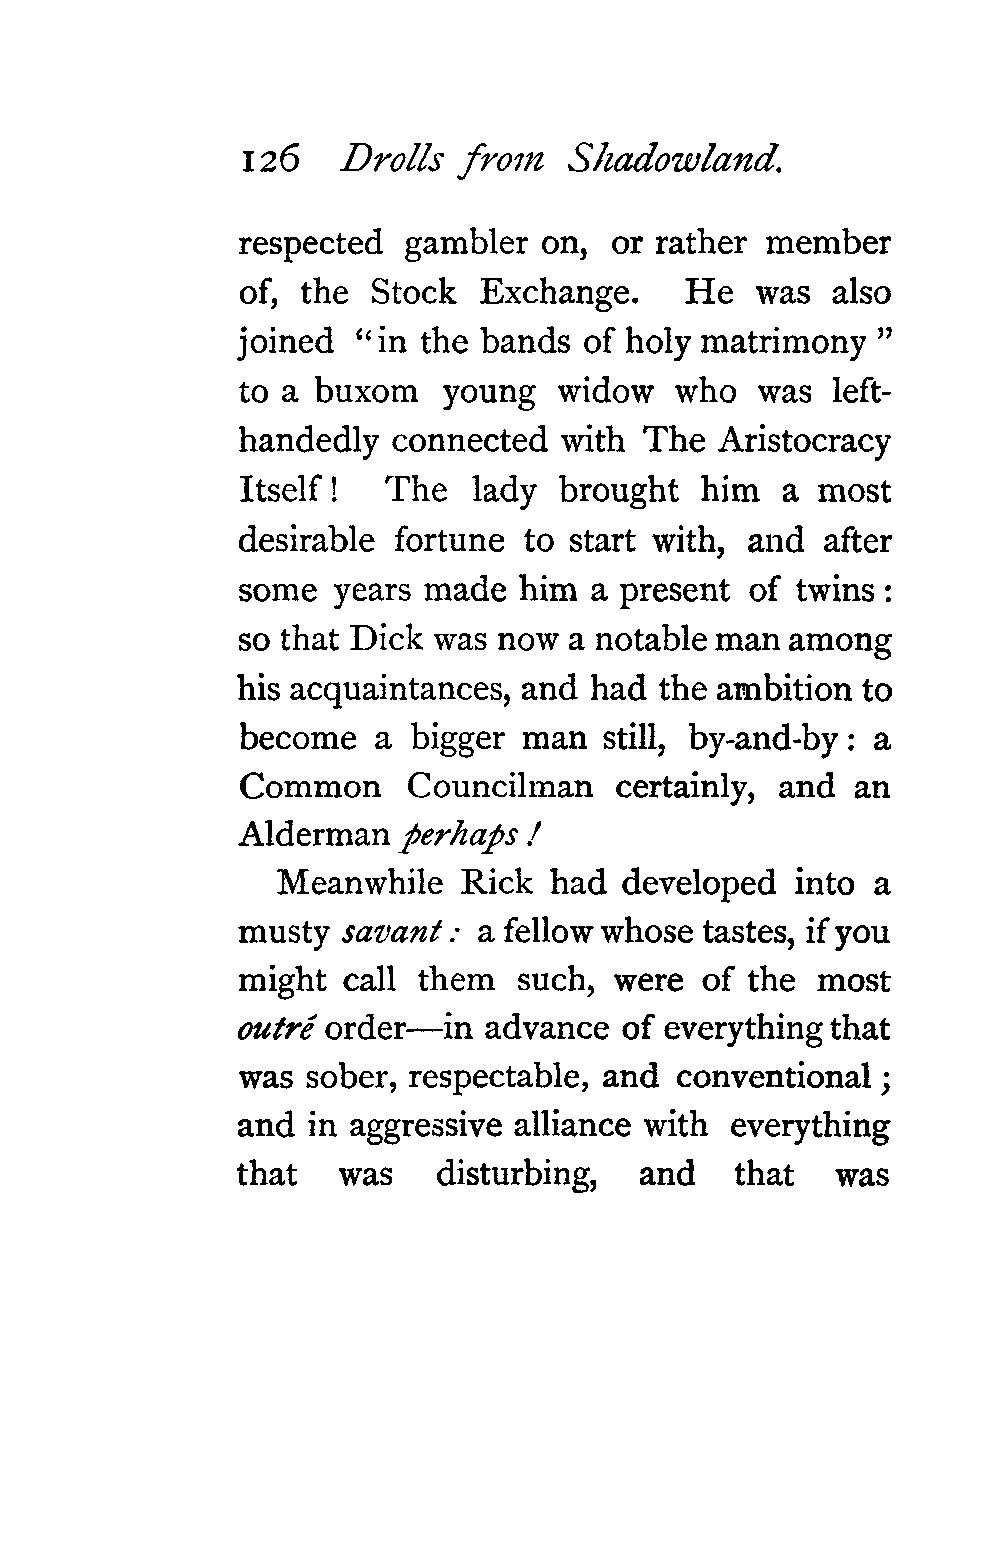 126 Drolls from Shadowland.
respected gambler on, or rather member
of, the Stock Exchange. He was also
joined “in the bands of holy matrimony”
to a buxom young widow who was left-
handedly connected with The Aristocracy
Itself! The lady brought him a most
desirable fortune to start with, and after
some years made him a present of twins:
so that Dick was now a notable man among
his acquaintances, and had the ambition to
become a bigger man still, by-and-by: a
Common Councilman certainly, and an
Alderman perhaps!
Meanwhile Rick had developed into a
musty savant: a fellow whose tastes, if you
might call them such, were of the most
outré order—in advance of everything that
was sober, respectable, and conventional;
and in aggressive alliance with everything
that was disturbing, and that was